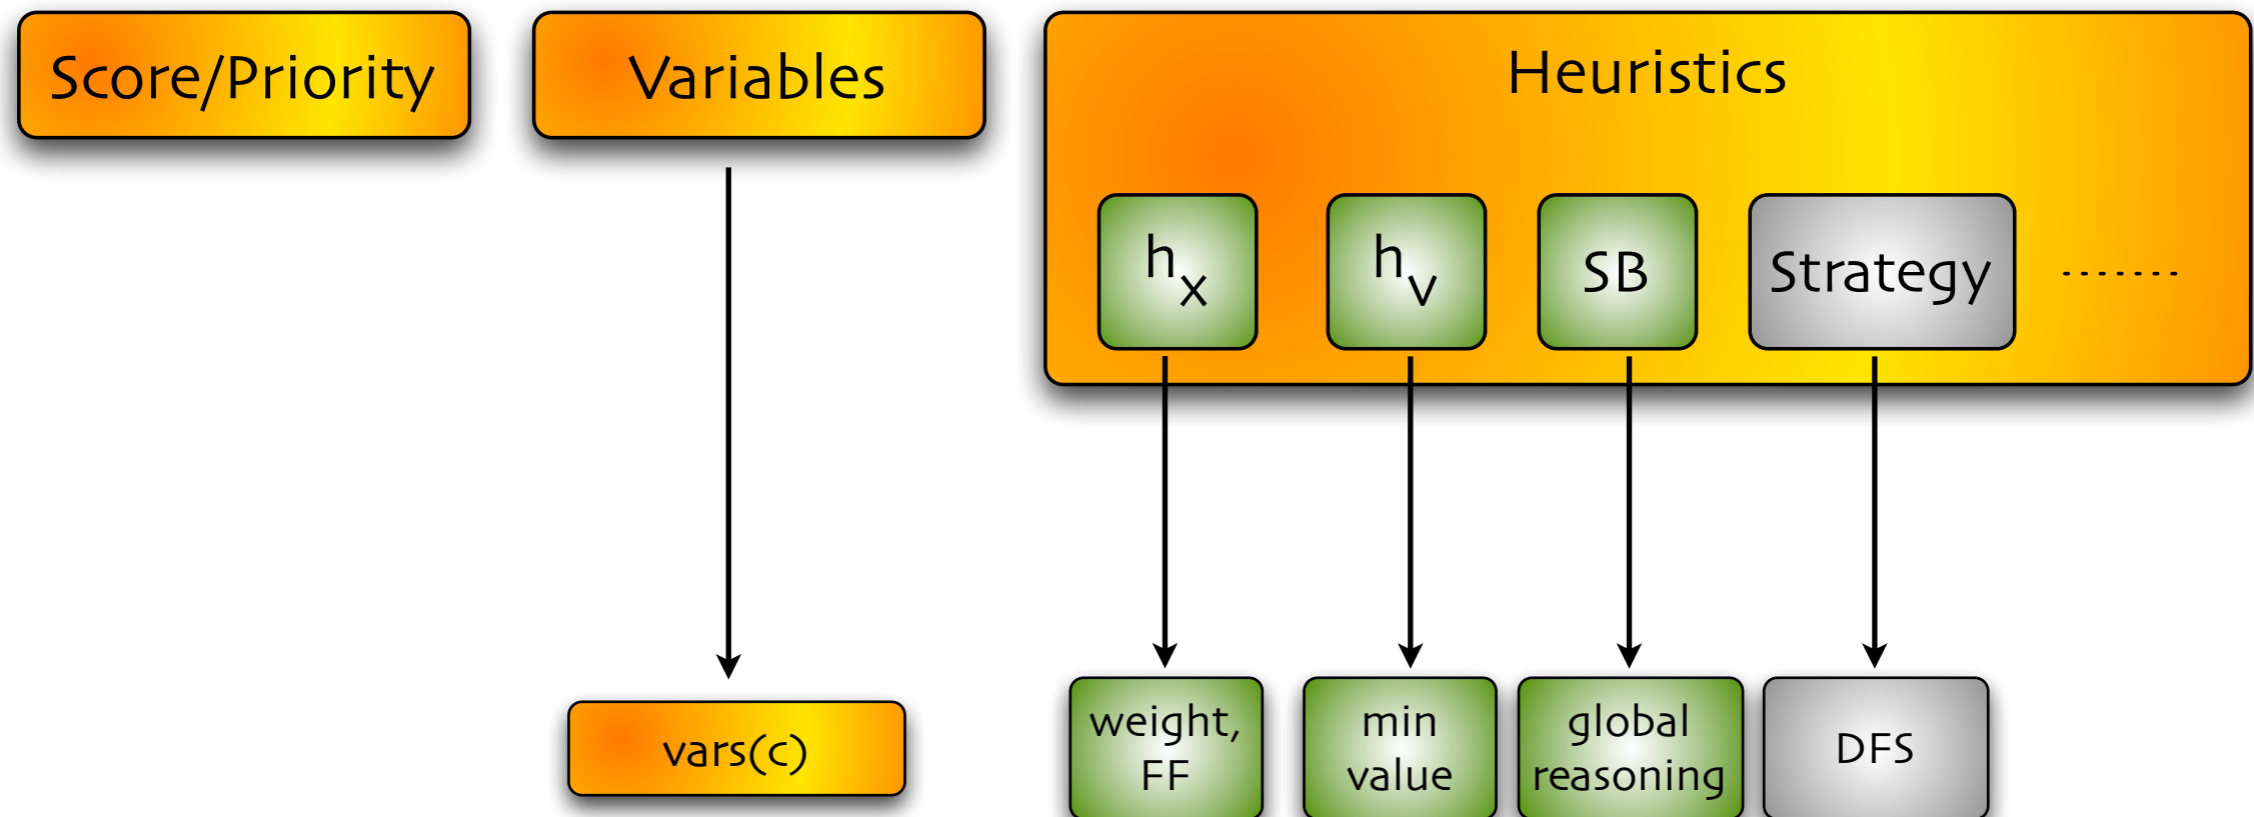 Score/Priority
Variables
Heuristics
hx
hv
SB
Strategy
.......
vars(c)
weight,
FF
min
value
global
reasoning
DFS